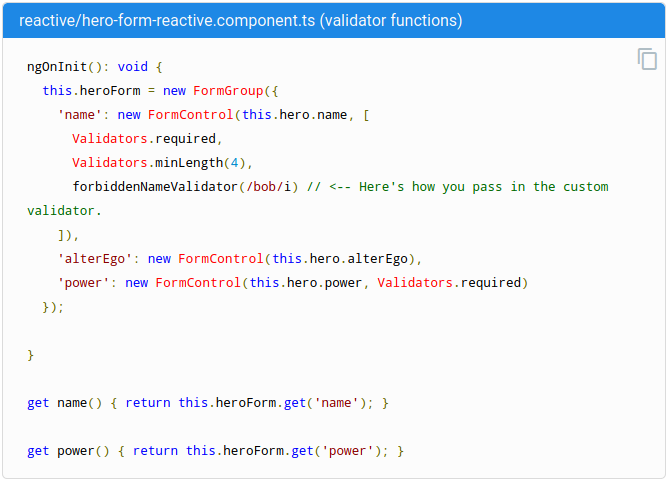 reactive/hero-form-reactive.component.ts (validator functions)
ngOnInit(): void {
  this.heroForm = new FormGroup({
    'name': new FormControl(this.hero.name, [
      Validators.required,
      Validators.minLength(4),
      forbiddenNameValidator(/bob/i) // <-- Here's how you pass in the custom
validator.
    ]),
    'alterEgo': new FormControl(this.hero.alterEgo),
    'power': new FormControl(this.hero.power, Validators.required)
  });
}
get name() { return this.heroForm.get('name'); }
get power() { return this.heroForm.get('power'); }